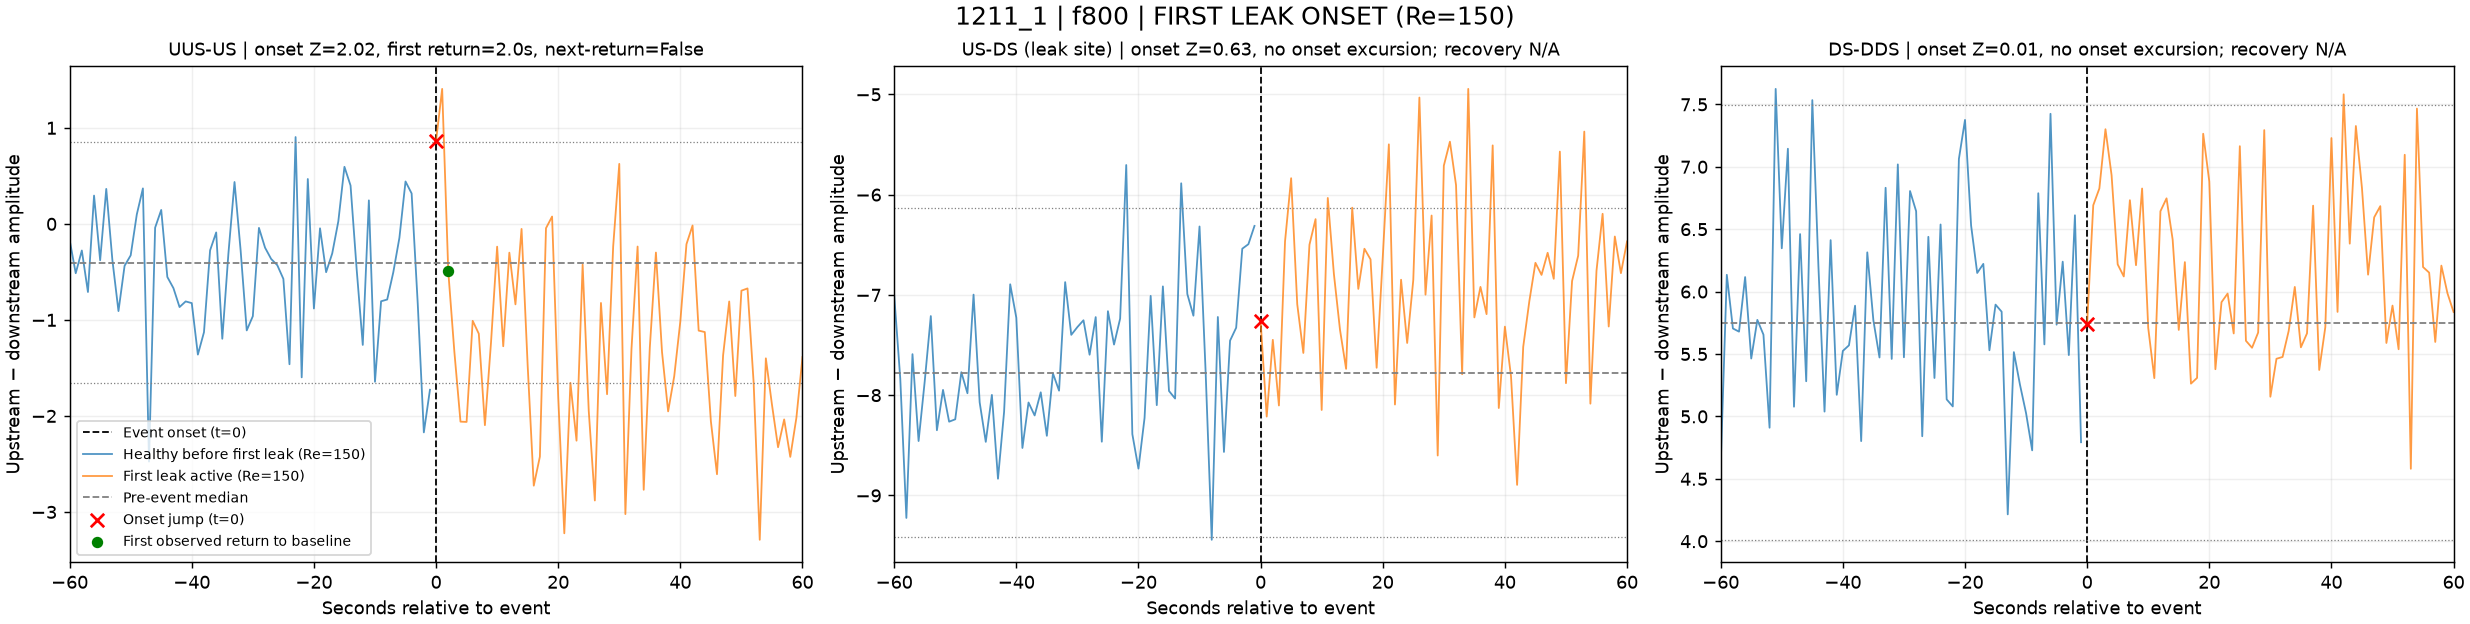 1211_1 | f800 | FIRST LEAK ONSET (Re=150)
UUS-US | onset Z=2.02, first return=2.0s, next-return=False
Upstream − downstream amplitude
1
0
−1
−2
−3
Event onset (t=0)
Healthy before first leak (Re=150)
First leak active (Re=150)
Pre-event median
Onset jump (t=0)
First observed return to baseline
−60 −40 −20 0 20 40 60
Seconds relative to event
US-DS (leak site) | onset Z=0.63, no onset excursion; recovery N/A
Upstream − downstream amplitude
−5
−6
−7
−8
−9
−60 −40 −20 0 20 40 60
Seconds relative to event
DS-DDS | onset Z=0.01, no onset excursion; recovery N/A
Upstream − downstream amplitude
7.5
7.0
6.5
6.0
5.5
5.0
4.5
4.0
−60 −40 −20 0 20 40 60
Seconds relative to event